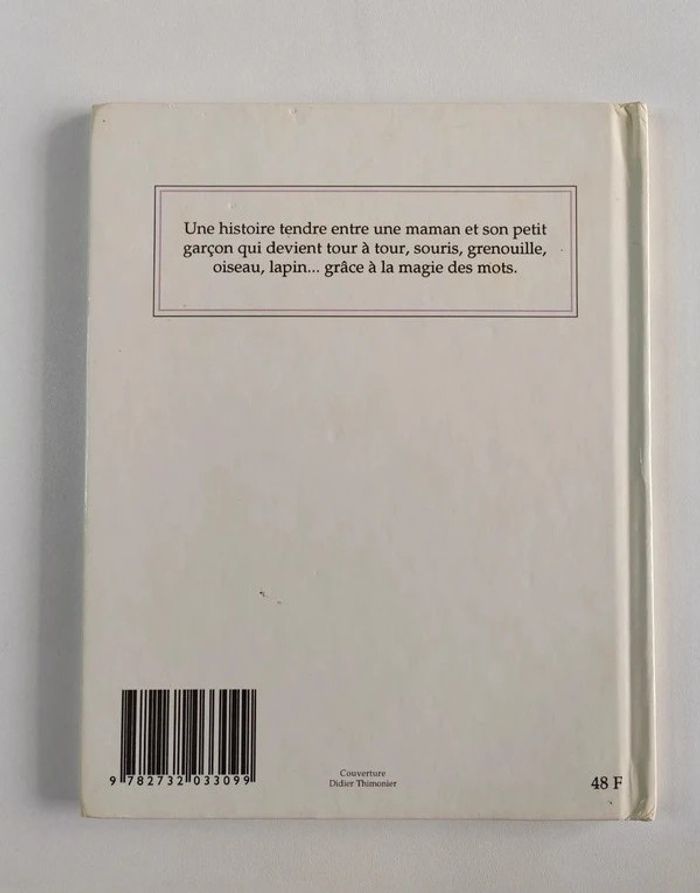 Une histoire tendre entre une maman et son petit
garçon qui devient tour à tour, souris, grenouille,
oiseau, lapin... grâce à la magie des mots.
9 782732 033099
Couverture
Didier Thimonier
48 F